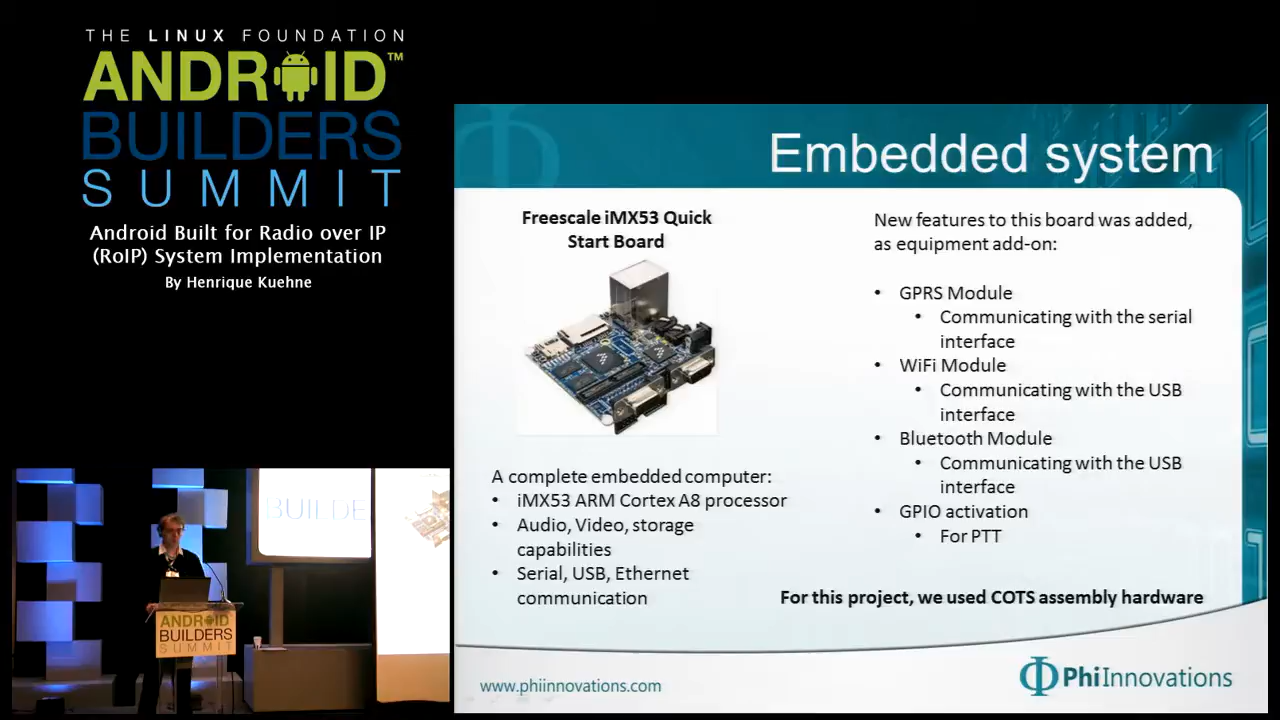 THE LINUX FOUNDATION
ANDROID™
BUILDERS
SUMMIT
Android Built for Radio over IP
(RoIP) System Implementation
By Henrique Kuehne
Embedded system
Freescale iMX53 Quick
Start Board
A complete embedded computer:
• iMX53 ARM Cortex A8 processor
• Audio, Video, storage
capabilities
• Serial, USB, Ethernet
communication
New features to this board was added,
as equipment add-on:
• GPRS Module
• Communicating with the serial
interface
• WiFi Module
• Communicating with the USB
interface
• Bluetooth Module
• Communicating with the USB
interface
• GPIO activation
• For PTT
For this project, we used COTS assembly hardware
www.phiinnovations.com
Φ PhiInnovations
BUILDE
ANDROID
BUILDERS
SUMMIT